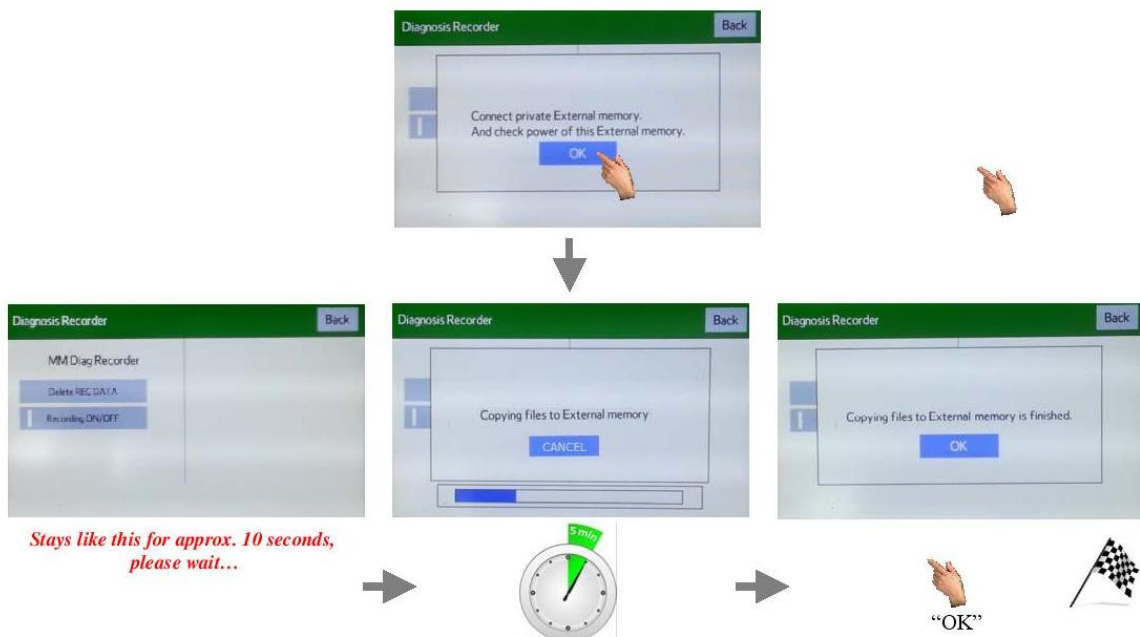 Diagnosis Recorder
Back
Connect private External memory.
And check power of this External memory.
OK
Diagnosis Recorder
Back
MM Diag Recorder
Delete REC DATA
Recording ON/OFF
Stays like this for approx. 10 seconds,
please wait…
Diagnosis Recorder
Back
Copying files to External memory
CANCEL
5 min
Diagnosis Recorder
Back
Copying files to External memory is finished.
OK
“OK”